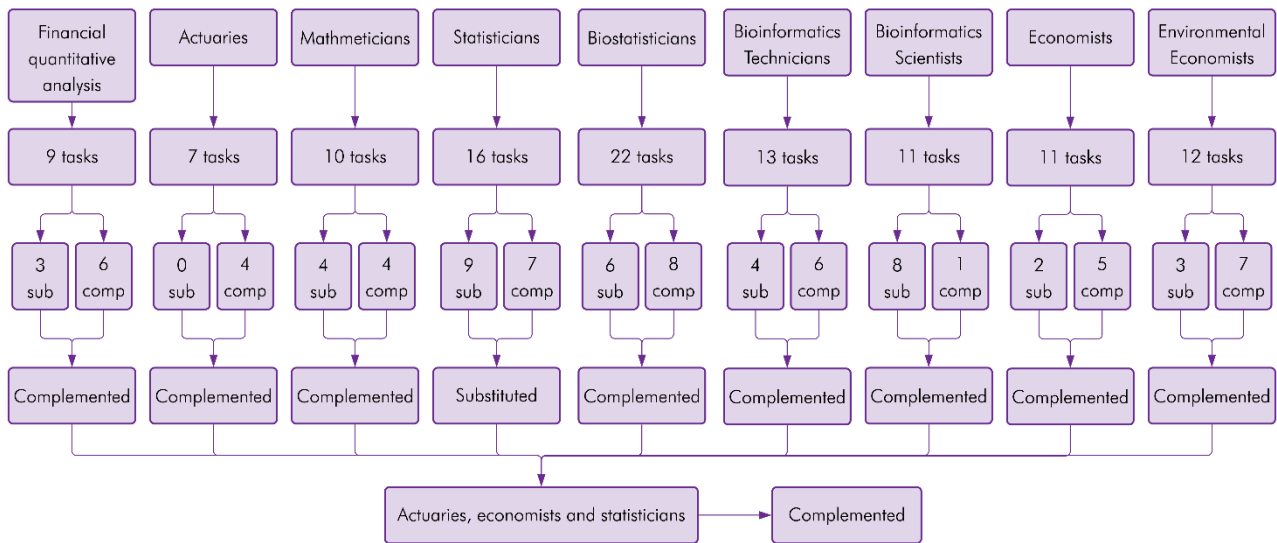 Financial
quantitative
analysis
Actuaries
Mathmeticians
Statisticians
Biostatisticians
Bioinformatics
Technicians
Bioinformatics
Scientists
Economists
Environmental
Economists
9 tasks
7 tasks
10 tasks
16 tasks
22 tasks
13 tasks
11 tasks
11 tasks
12 tasks
3
sub
6
comp
0
sub
4
comp
4
sub
4
comp
9
sub
7
comp
6
sub
8
comp
4
sub
6
comp
8
sub
1
comp
2
sub
5
comp
3
sub
7
comp
Complemented
Complemented
Complemented
Substituted
Complemented
Complemented
Complemented
Complemented
Complemented
Actuaries, economists and statisticians
Complemented